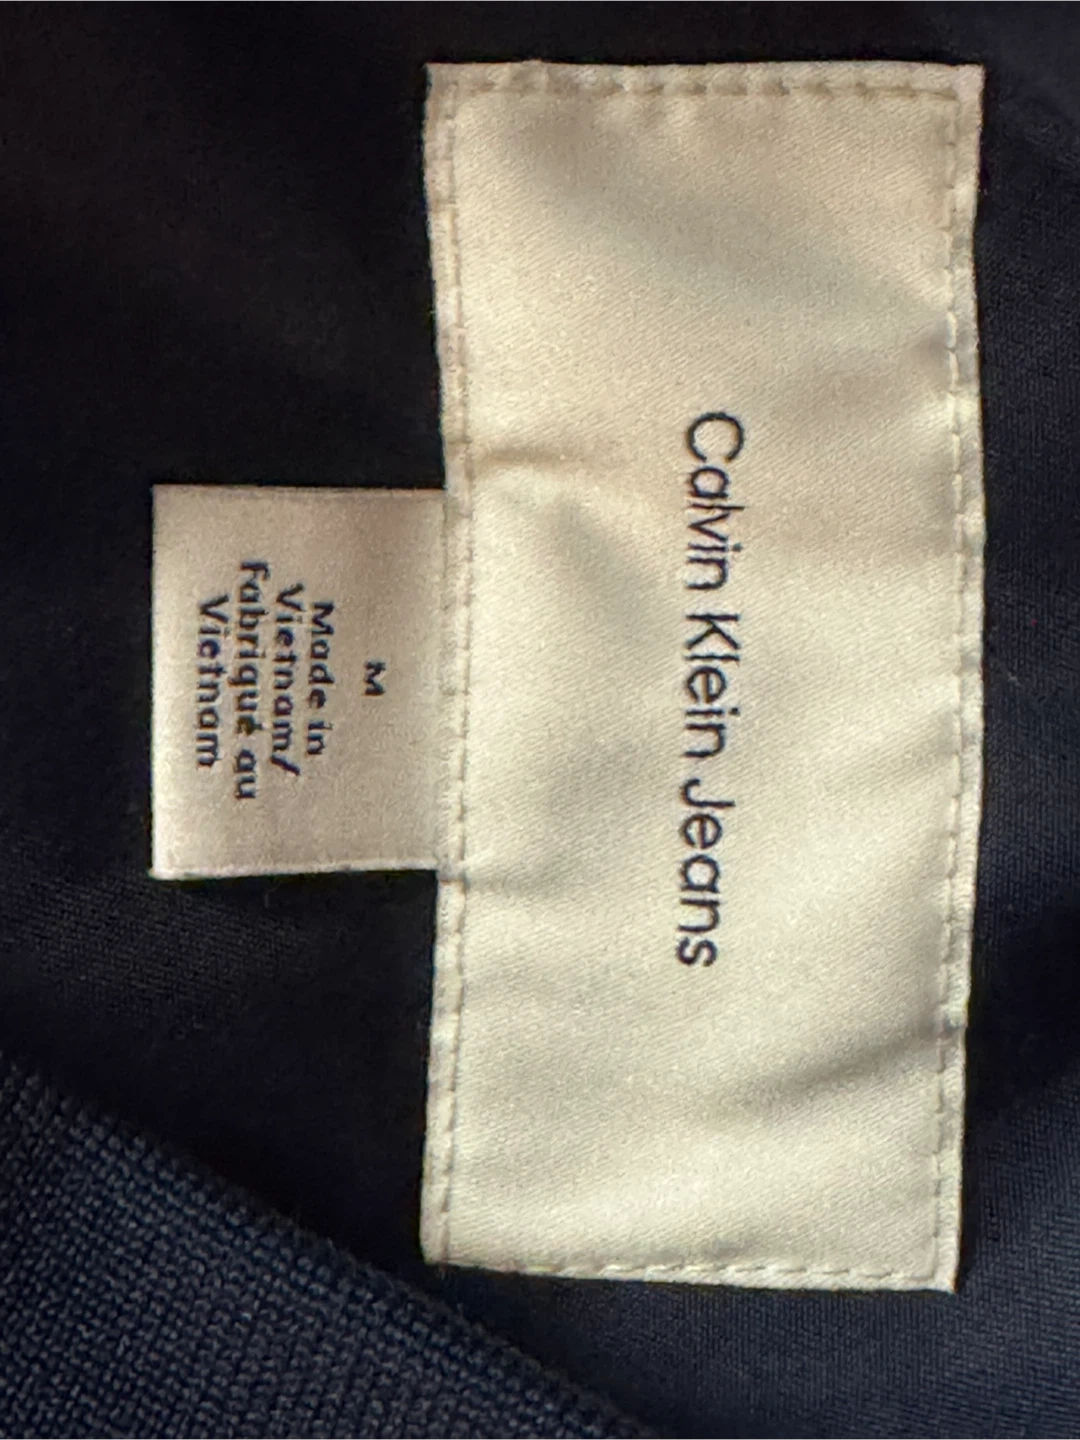 Calvin Klein Jeans
M
Made in
Vietnam/
Fabriqué au
Vietnam